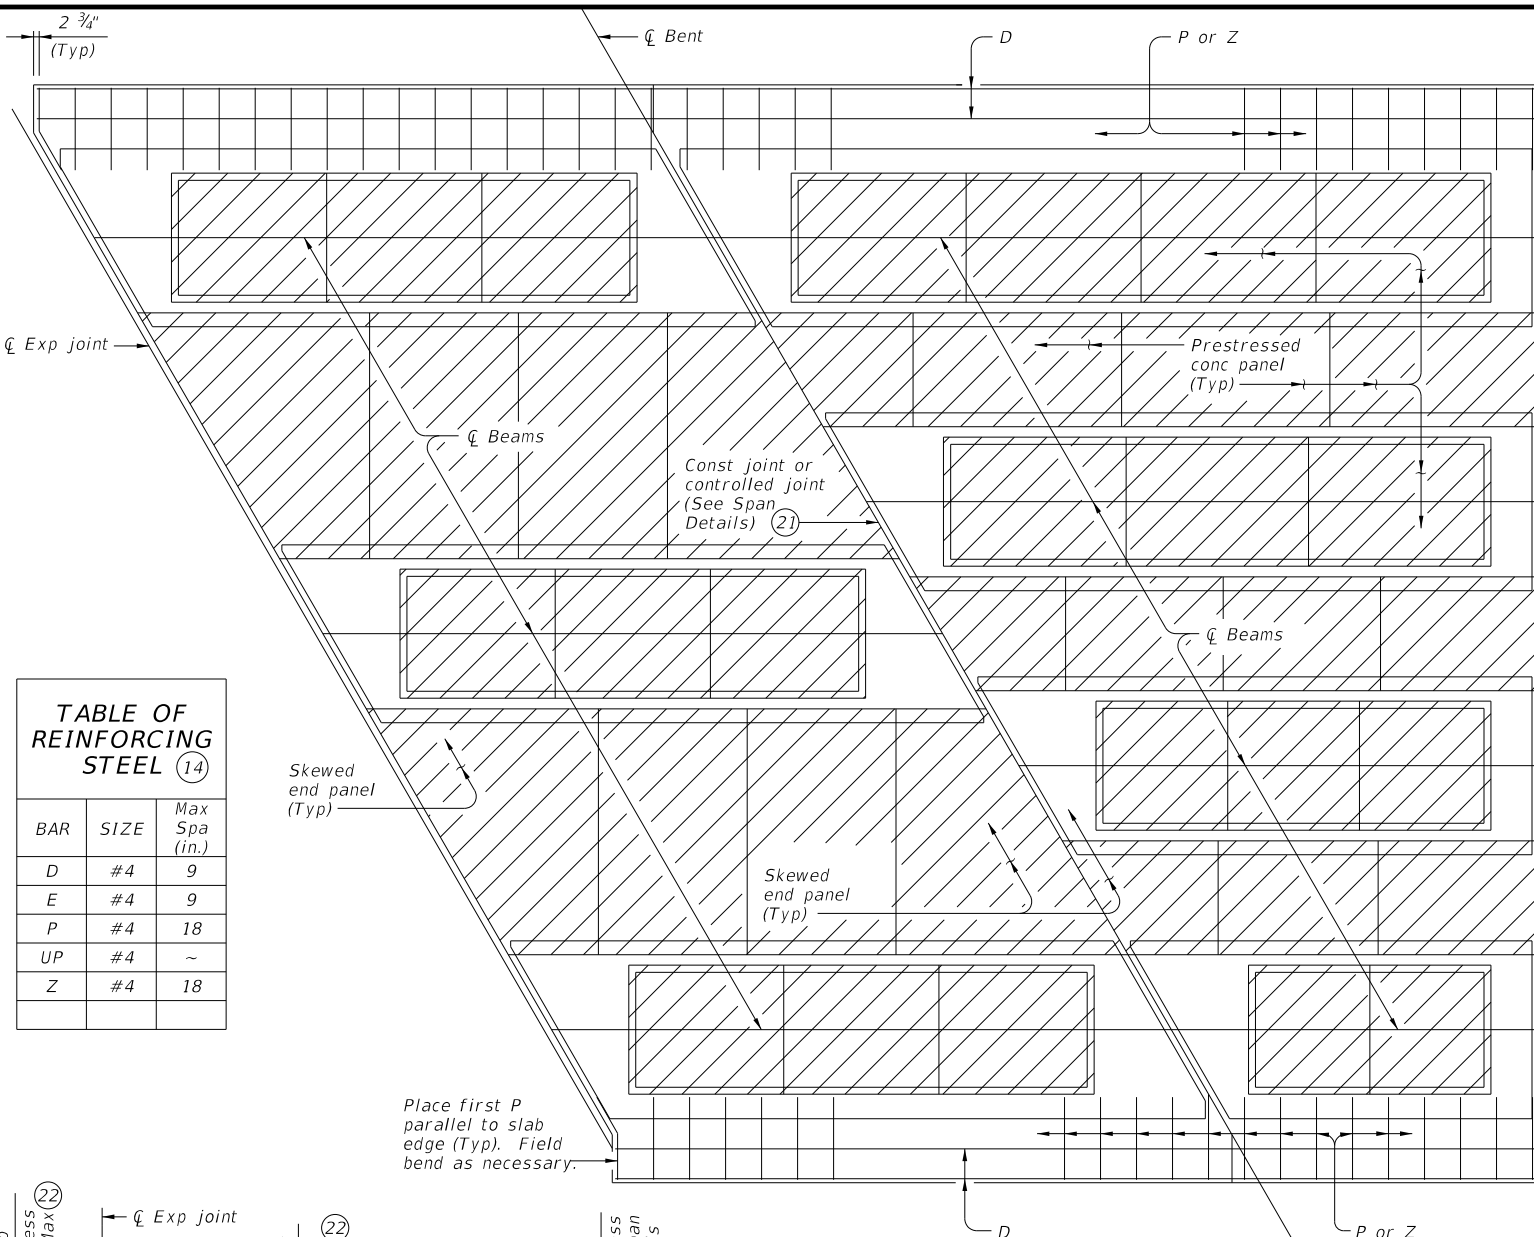 2 ¾"
(Typ)
℄ Bent
D
P or Z
℄ Exp joint
Prestressed
conc panel
(Typ)
℄ Beams
Const joint or
controlled joint
(See Span
Details) 21
℄ Beams
TABLE OF
REINFORCING
STEEL 14
BAR SIZE Max Spa (in.)
D #4 9
E #4 9
P #4 18
UP #4 ~
Z #4 18
Skewed
end panel
(Typ)
Skewed
end panel
(Typ)
Place first P
parallel to slab
edge (Typ). Field
bend as necessary.
22
℄ Exp joint
22
D
P or Z